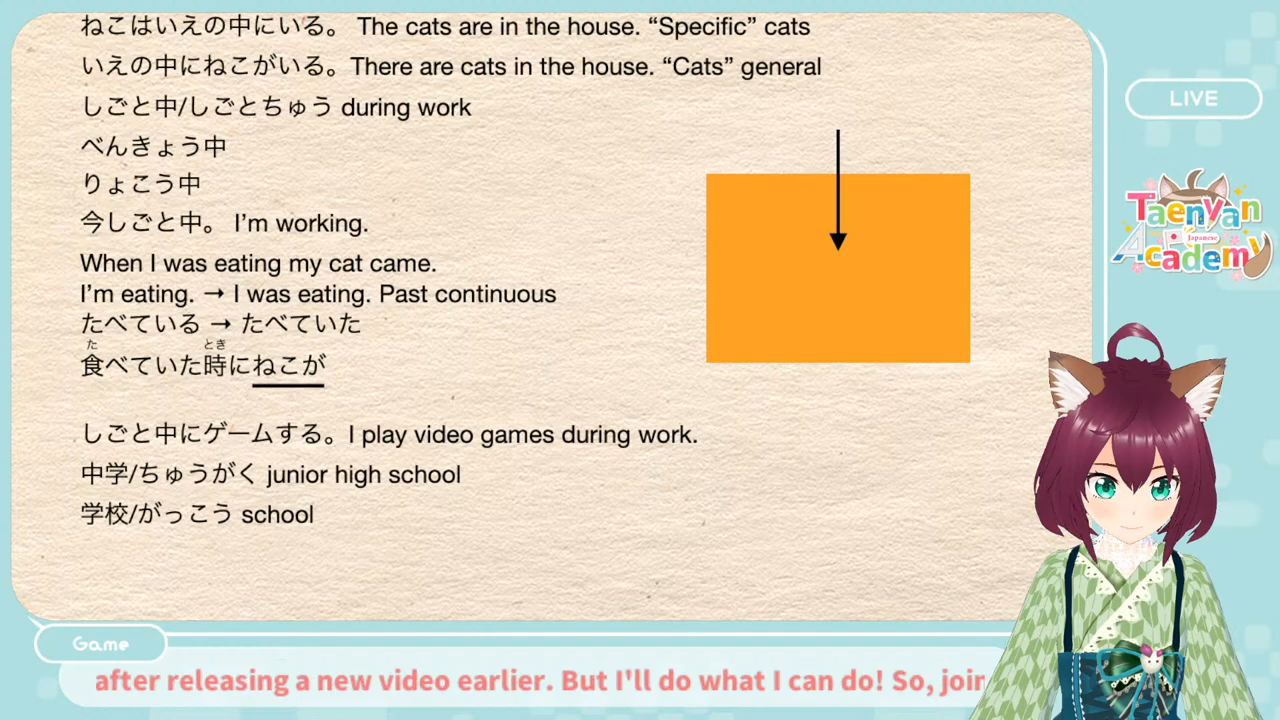 ねこはいえの中にいる。 The cats are in the house. “Specific” cats
いえの中にねこがいる。There are cats in the house. “Cats” general
しごと中/しごとちゅう during work
べんきょう中
りょこう中
今しごと中。 I’m working.
When I was eating my cat came.
I’m eating. → I was eating. Past continuous
たべている → たべていた
た とき
食べていた時にねこが
しごと中にゲームする。I play video games during work.
中学/ちゅうがく junior high school
学校/がっこう school
LIVE
Taenyan
Japanese
Academy
Game
after releasing a new video earlier. But I'll do what I can do! So, join